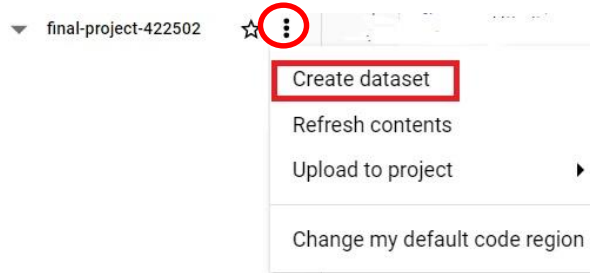 final-project-422502
Create dataset
Refresh contents
Upload to project
Change my default code region